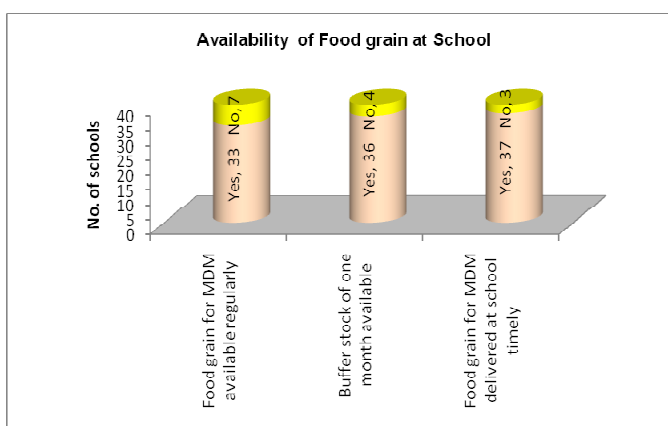 Availability of Food grain at School
No. of schools
40
35
30
25
20
15
10
5
0
Yes, 33 No, 7
Yes, 36 No, 4
Yes, 37 No, 3
Food grain for MDM
available regularly
Buffer stock of one
month available
Food grain for MDM
delivered at school
timely